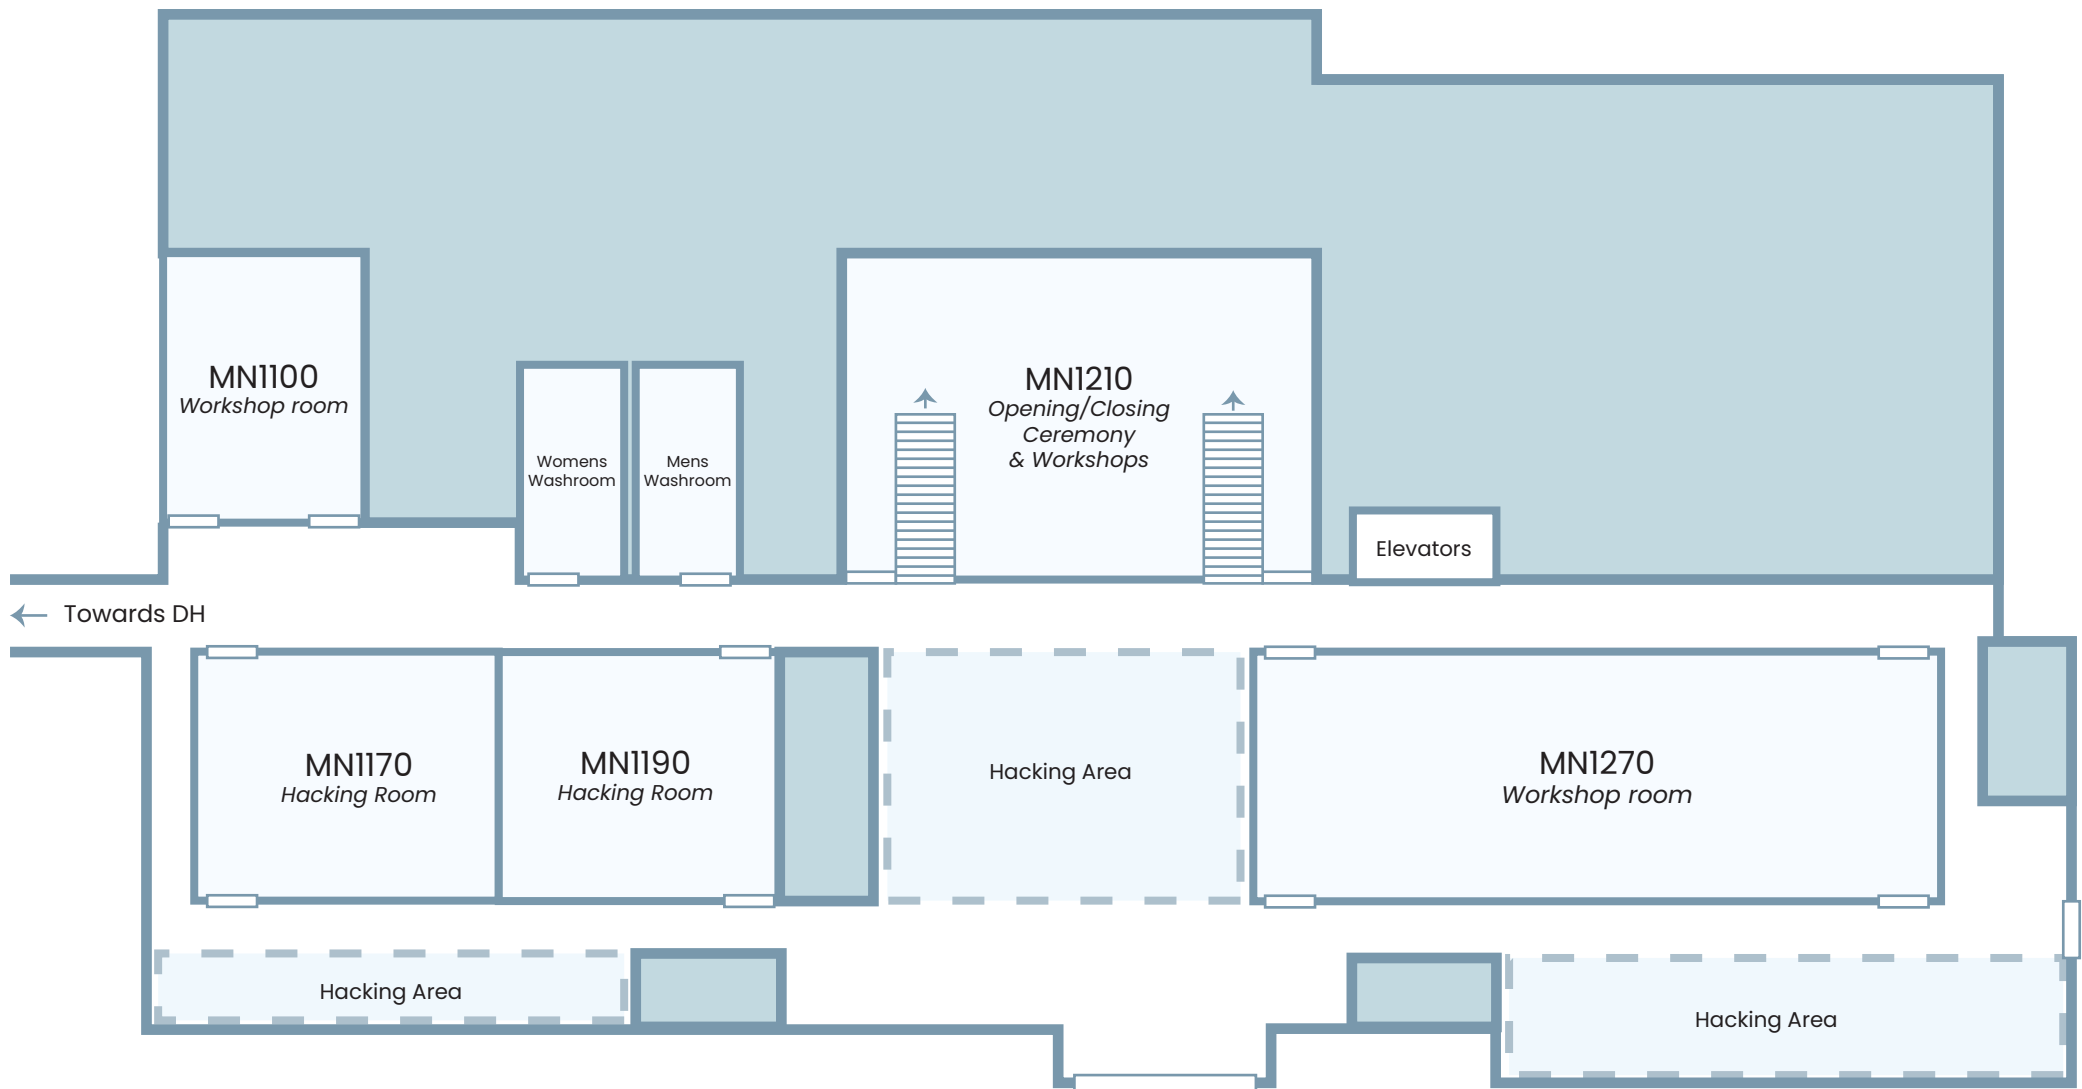 MN1100
Workshop room
Womens
Washroom
Mens
Washroom
MN1210
Opening/Closing
Ceremony
& Workshops
Elevators
Towards DH
MN1170
Hacking Room
MN1190
Hacking Room
Hacking Area
MN1270
Workshop room
Hacking Area
Hacking Area